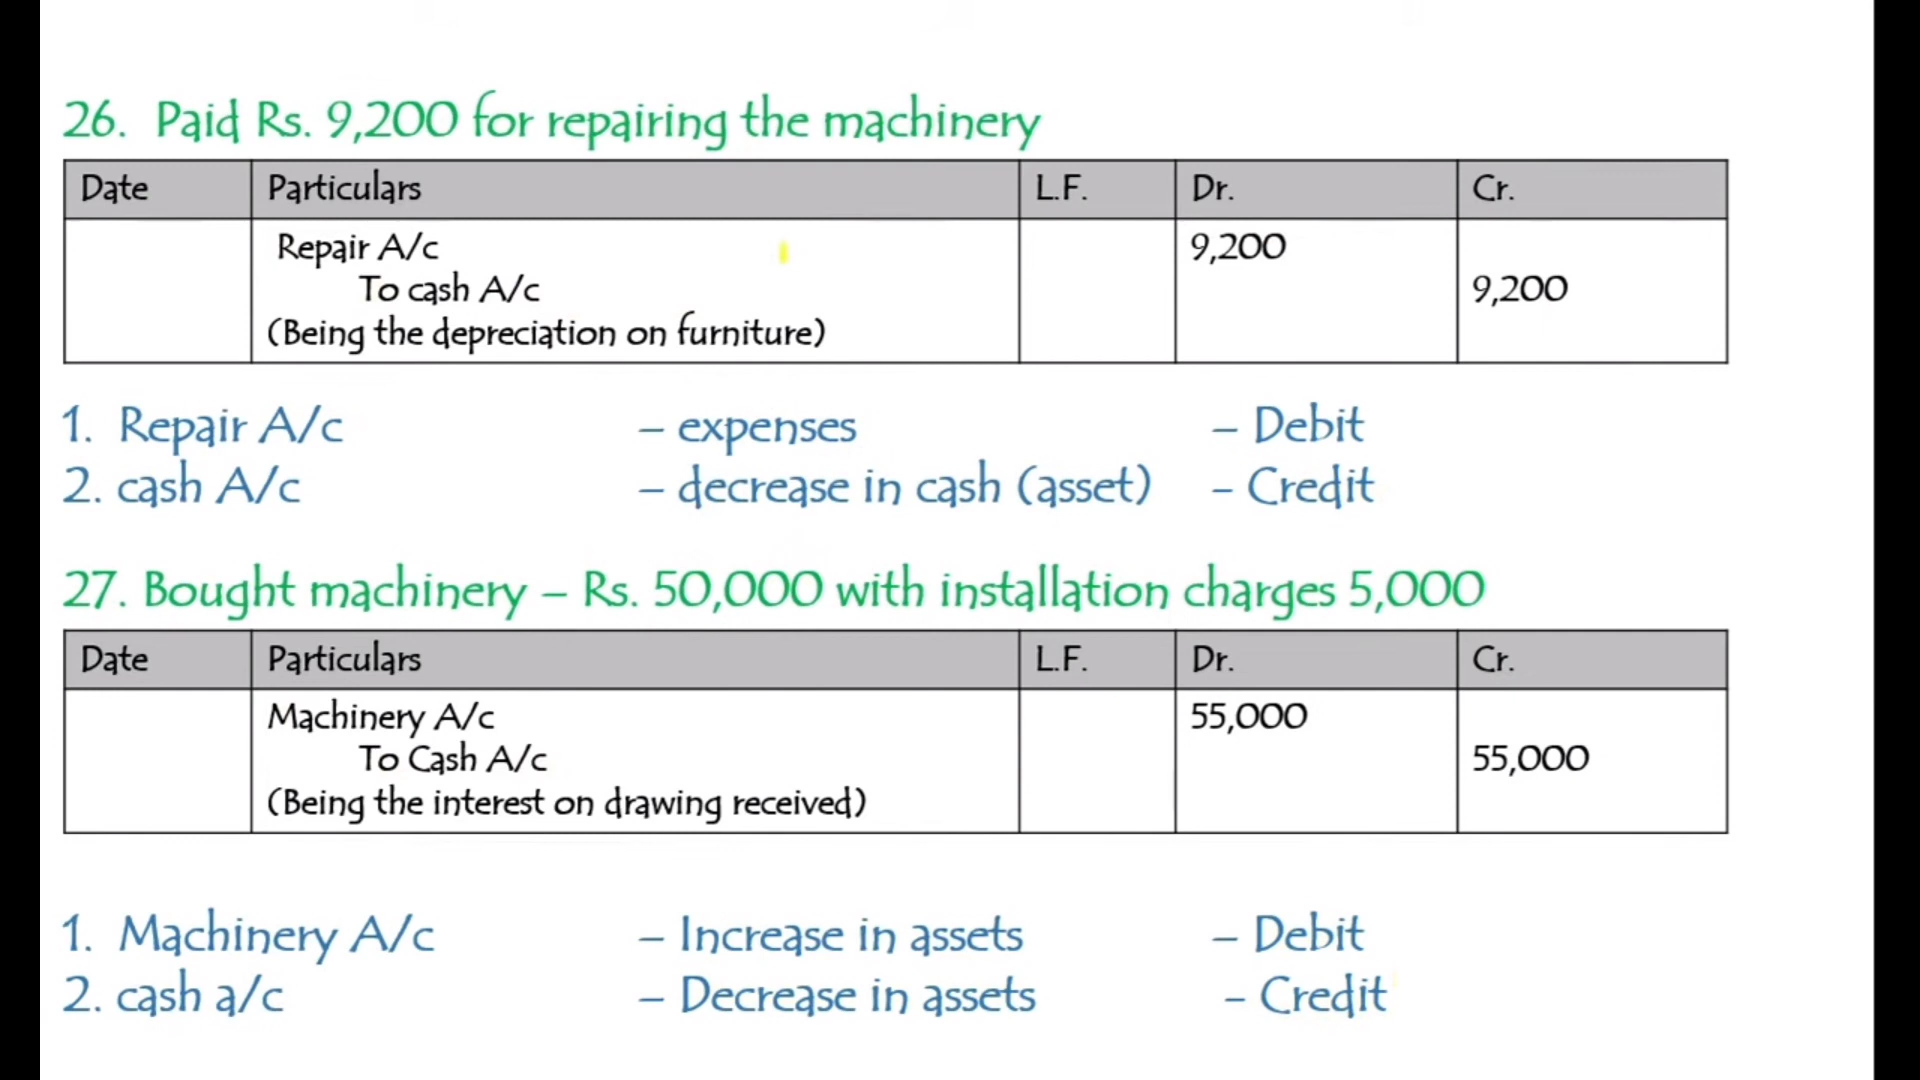 26. Paid Rs. 9,200 for repairing the machinery
Date Particulars L.F. Dr. Cr.
Repair A/c 9,200
To cash A/c 9,200
(Being the depreciation on furniture)
1. Repair A/c – expenses – Debit
2. cash A/c – decrease in cash (asset) – Credit
27. Bought machinery – Rs. 50,000 with installation charges 5,000
Date Particulars L.F. Dr. Cr.
Machinery A/c 55,000
To Cash A/c 55,000
(Being the interest on drawing received)
1. Machinery A/c – Increase in assets – Debit
2. cash a/c – Decrease in assets – Credit